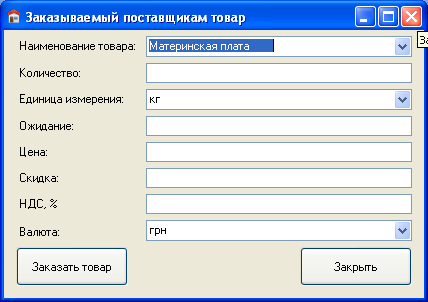 Заказываемый поставщикам товар
Наименование товара: Материнская плата
Количество:
Единица измерения: кг
Ожидание:
Цена:
Скидка:
НДС, %
Валюта: грн
Заказать товар Закрыть